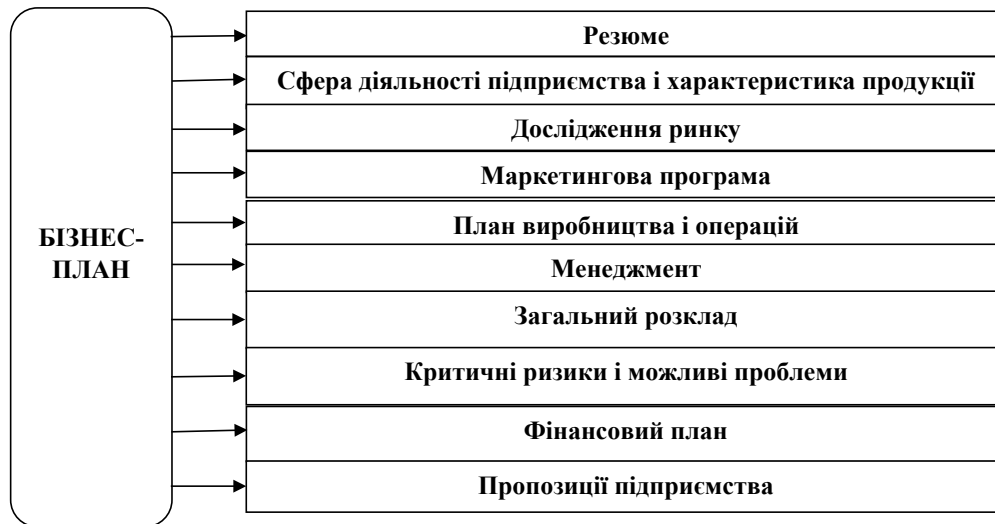 БІЗНЕС-
ПЛАН
Резюме
Сфера діяльності підприємства і характеристика продукції
Дослідження ринку
Маркетингова програма
План виробництва і операцій
Менеджмент
Загальний розклад
Критичні ризики і можливі проблеми
Фінансовий план
Пропозиції підприємства